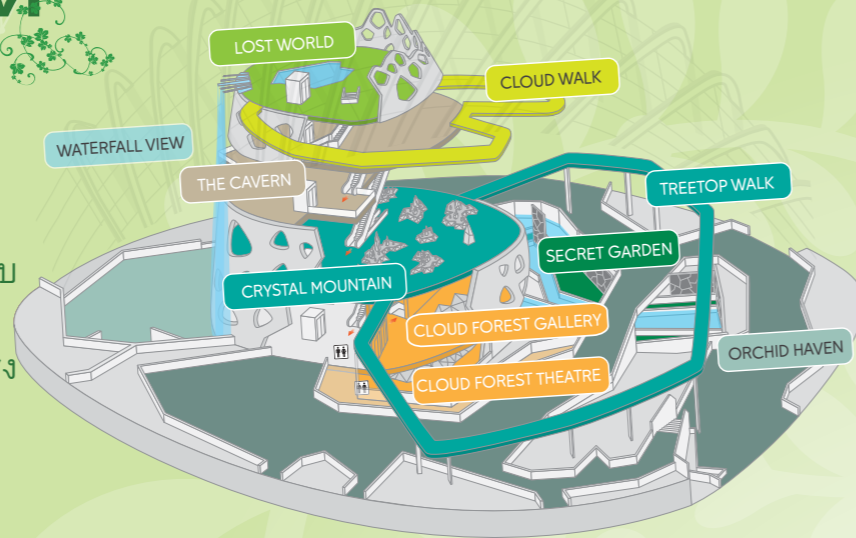 LOST WORLD
CLOUD WALK
WATERFALL VIEW
THE CAVERN
TREETOP WALK
SECRET GARDEN
CRYSTAL MOUNTAIN
CLOUD FOREST GALLERY
ORCHID HAVEN
CLOUD FOREST THEATRE